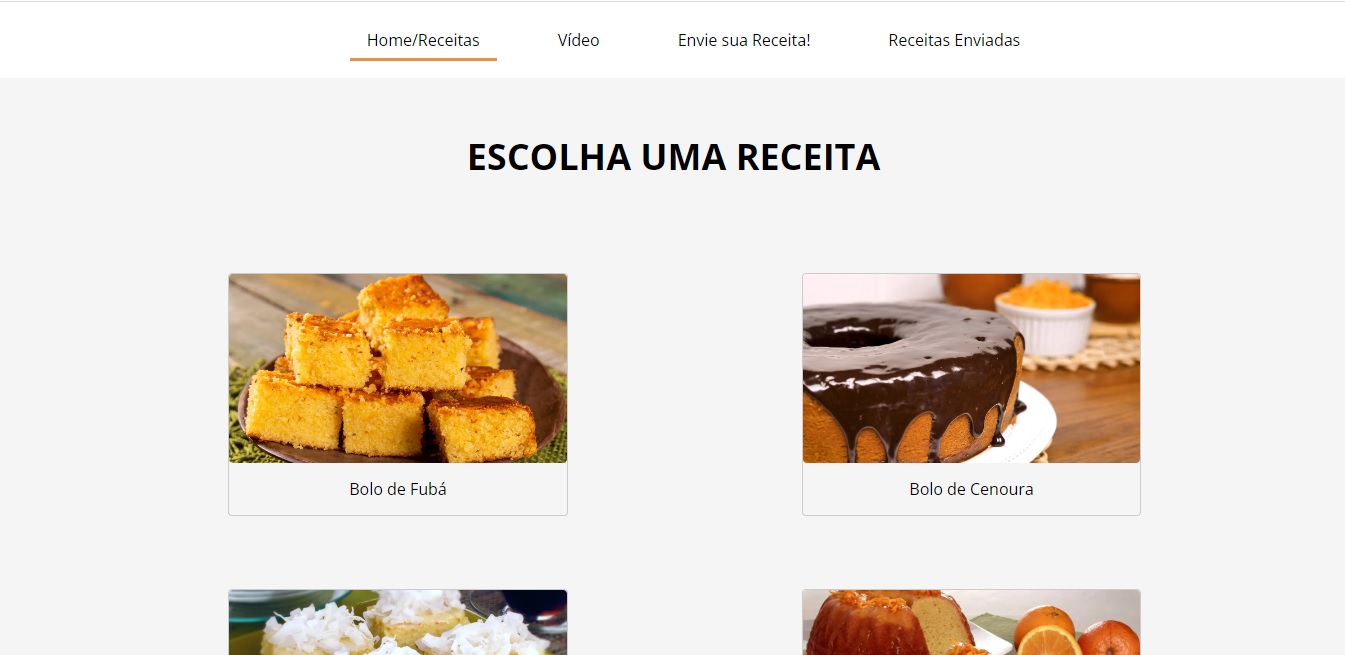 Home/Receitas Vídeo Envie sua Receita! Receitas Enviadas
ESCOLHA UMA RECEITA
Bolo de Fubá Bolo de Cenoura